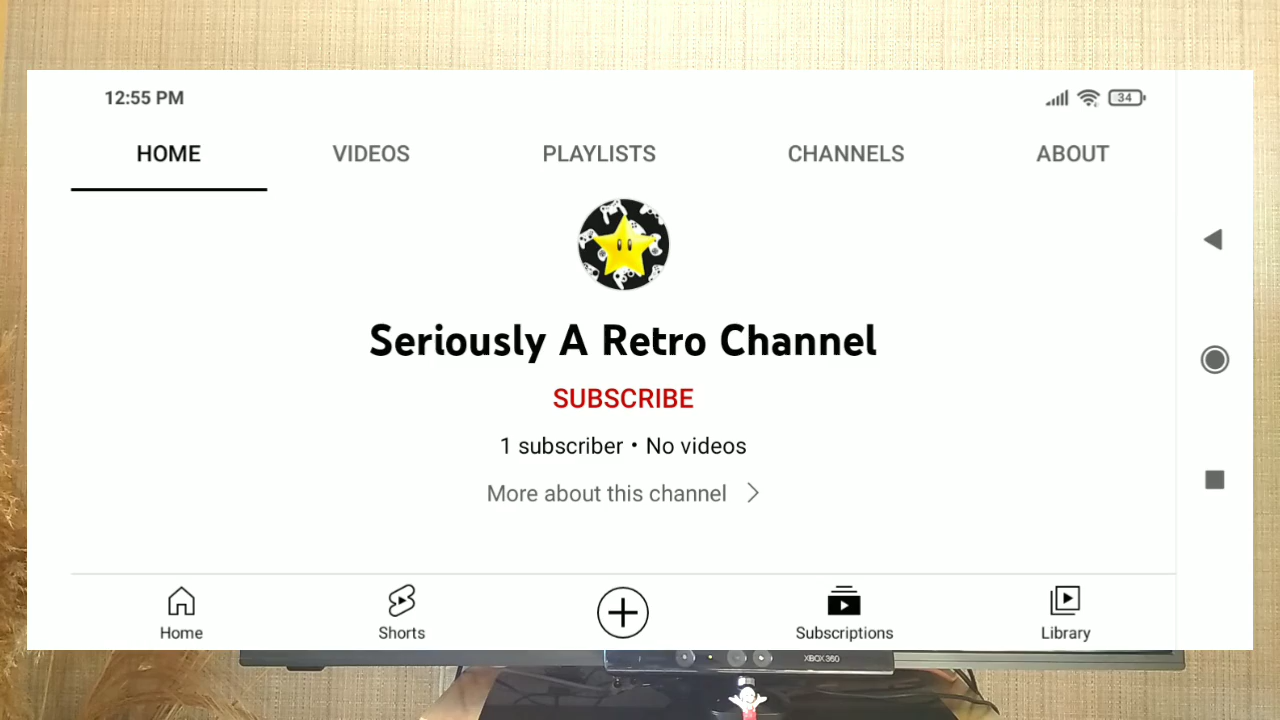 12:55 PM 34
HOME VIDEOS PLAYLISTS CHANNELS ABOUT
Seriously A Retro Channel
SUBSCRIBE
1 subscriber • No videos
More about this channel
Home Shorts Subscriptions Library
XBOX 360